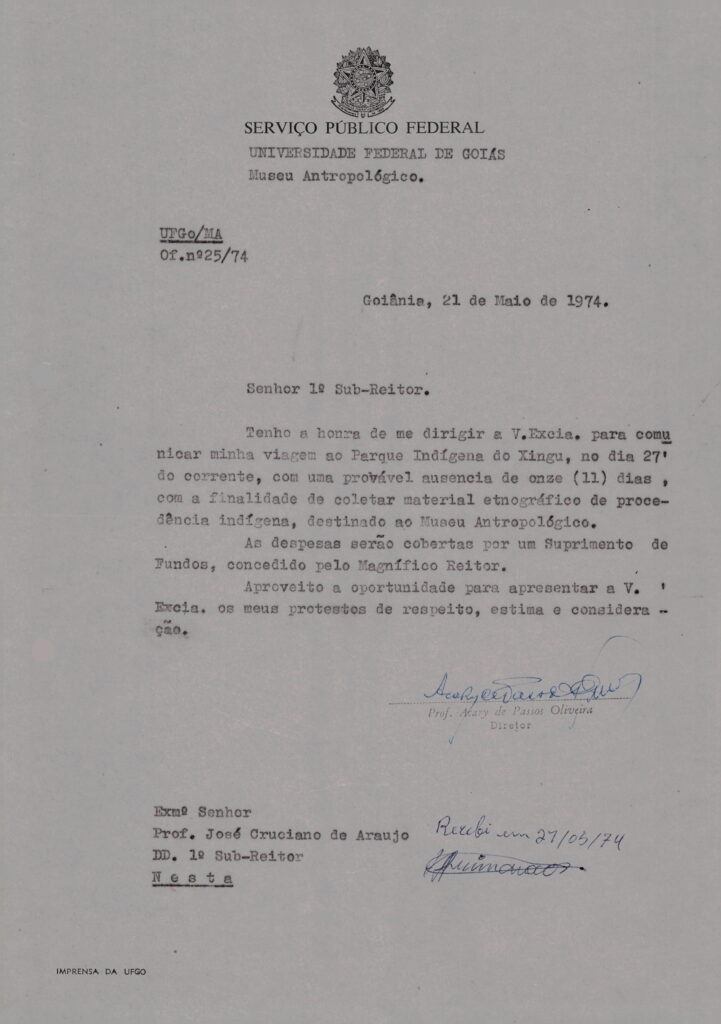 SERVIÇO PÚBLICO FEDERAL
UNIVERSIDADE FEDERAL DE GOIÁS
Museu Antropológico.
UFGo/MA
Of.nº25/74
Goiânia, 21 de Maio de 1974.
Senhor 1º Sub-Reitor.
Tenho a honra de me dirigir a V.Excia. para comu
nicar minha viagem ao Parque Indígena do Xingu, no dia 27'
do corrente, com uma provável ausencia de onze (11) dias ,
com a finalidade de coletar material etnográfico de proce-
dência indígena, destinado ao Museu Antropológico.
As despesas serão cobertas por um Suprimento de
Fundos, concedido pelo Magnífico Reitor.
Aproveito a oportunidade para apresentar a V. '
Excia. os meus protestos de respeito, estima e considera -
ção.
Prof. Acary de Passos Oliveira
Diretor
Exmº Senhor
Prof. José Cruciano de Araujo
DD. 1º Sub-Reitor
N e s t a
Recebi em 27/05/74
IMPRENSA DA UFGO